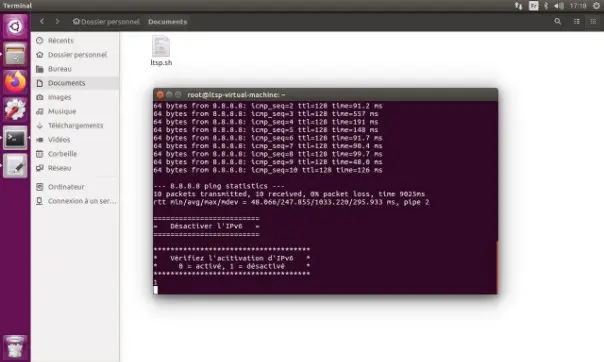 Terminal
Fr
17:18
Dossier personnel
Documents
Récents
Dossier personnel
Bureau
Documents
Images
Musique
Téléchargements
Vidéos
Corbeille
Réseau
Ordinateur
Connexion à un ser...
ltsp.sh
root@ltsp-virtual-machine: ~
64 bytes from 8.8.8.8: icmp_seq=2 ttl=128 time=91.2 ms
64 bytes from 8.8.8.8: icmp_seq=3 ttl=128 time=557 ms
64 bytes from 8.8.8.8: icmp_seq=4 ttl=128 time=191 ms
64 bytes from 8.8.8.8: icmp_seq=5 ttl=128 time=148 ms
64 bytes from 8.8.8.8: icmp_seq=6 ttl=128 time=91.7 ms
64 bytes from 8.8.8.8: icmp_seq=7 ttl=128 time=90.4 ms
64 bytes from 8.8.8.8: icmp_seq=8 ttl=128 time=99.7 ms
64 bytes from 8.8.8.8: icmp_seq=9 ttl=128 time=48.0 ms
64 bytes from 8.8.8.8: icmp_seq=10 ttl=128 time=126 ms
--- 8.8.8.8 ping statistics ---
10 packets transmitted, 10 received, 0% packet loss, time 9025ms
rtt min/avg/max/mdev = 48.066/247.855/1033.220/295.933 ms, pipe 2
=========================
=   Désactiver l'IPv6   =
=========================
*************************************
*   Vérifiez l'acitivation d'IPv6   *
*     0 = activé, 1 = désactivé     *
*************************************
1